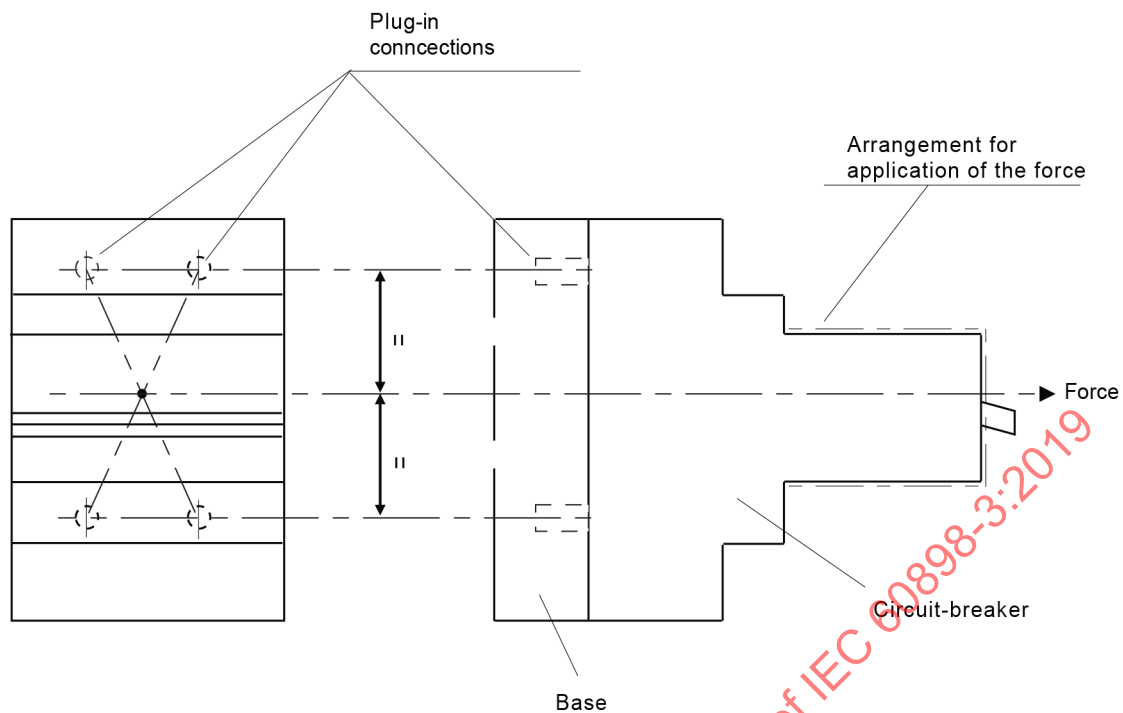 Plug-in
conncections
Arrangement for
application of the force
=
=
Force
Circuit-breaker
Base
of IEC 60898-3:2019